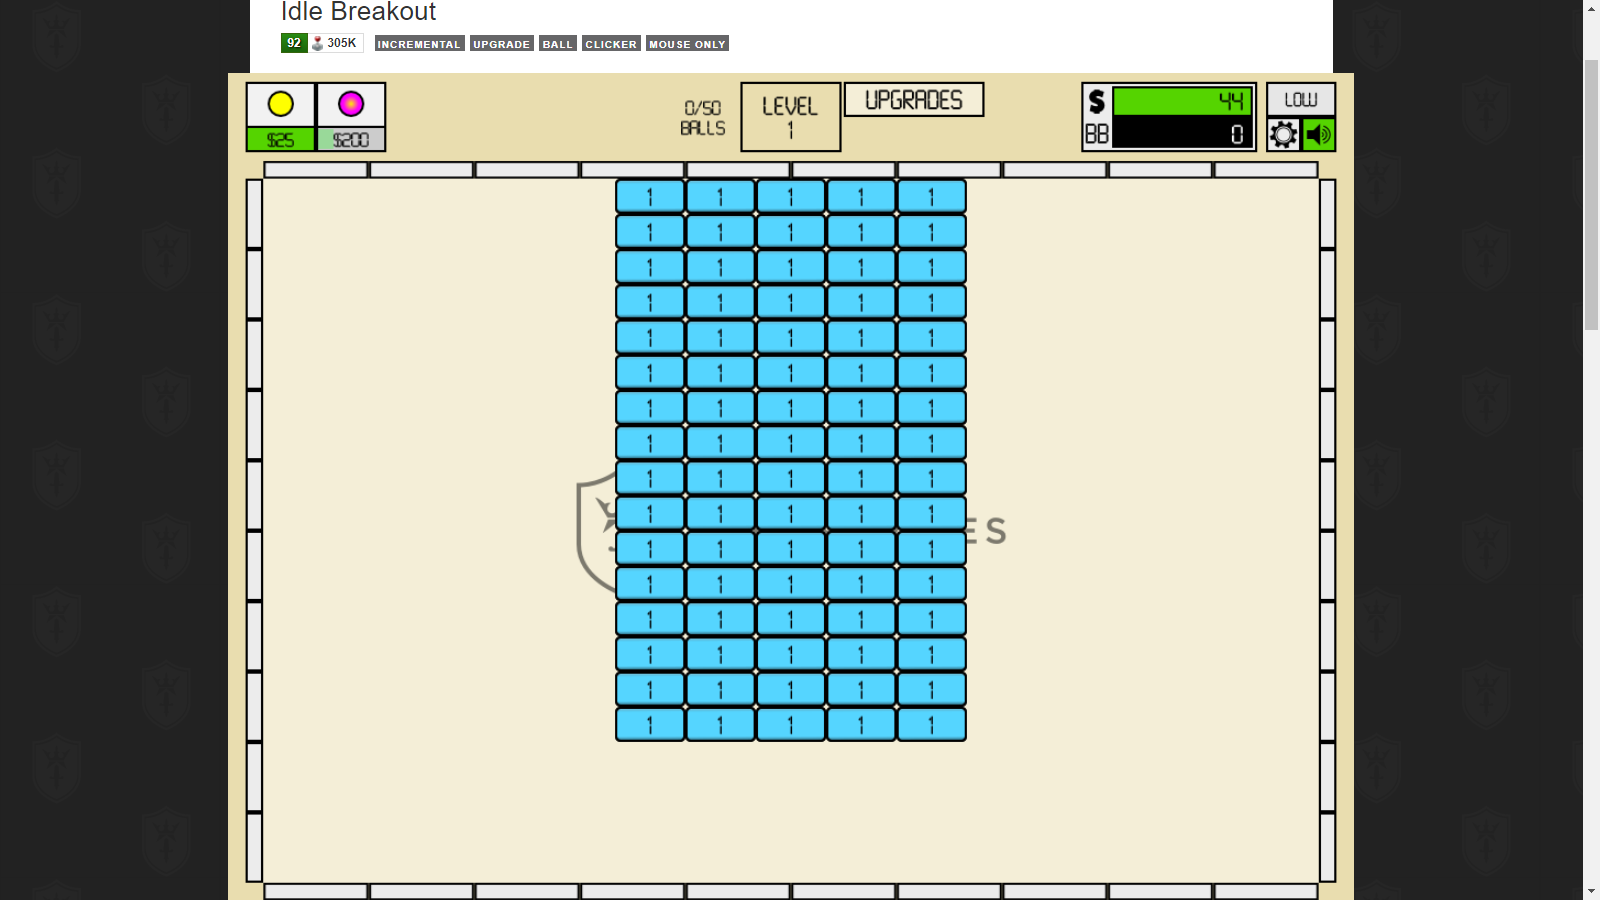 Idle Breakout
92 305K INCREMENTAL UPGRADE BALL CLICKER MOUSE ONLY
$25 $200
0/50 BALLS
LEVEL 1
UPGRADES
$ 44
BB 0
LOW
1 1 1 1 1
1 1 1 1 1
1 1 1 1 1
1 1 1 1 1
1 1 1 1 1
1 1 1 1 1
1 1 1 1 1
1 1 1 1 1
1 1 1 1 1
1 1 1 1 1
ES
1 1 1 1 1
1 1 1 1 1
1 1 1 1 1
1 1 1 1 1
1 1 1 1 1
1 1 1 1 1